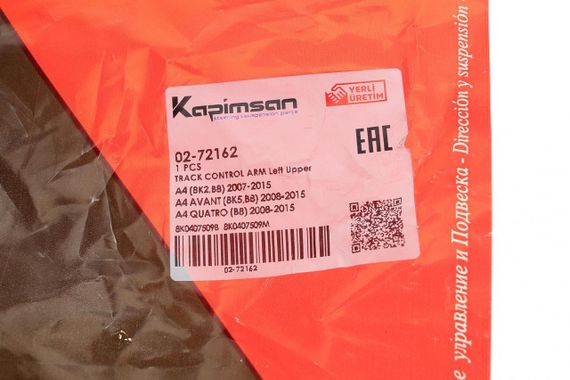 Kapimsan
steering & suspension parts
YERLİ
ÜRETİM
02-72162
1 PCS
TRACK CONTROL ARM Left Upper
A4 (8K2,B8) 2007-2015
A4 AVANT (8K5,B8) 2008-2015
A4 QUATRO (B8) 2008-2015
8K0407509B 8K0407509M
02-72162
EAC
е управление и Подвеска - Dirección y suspensión